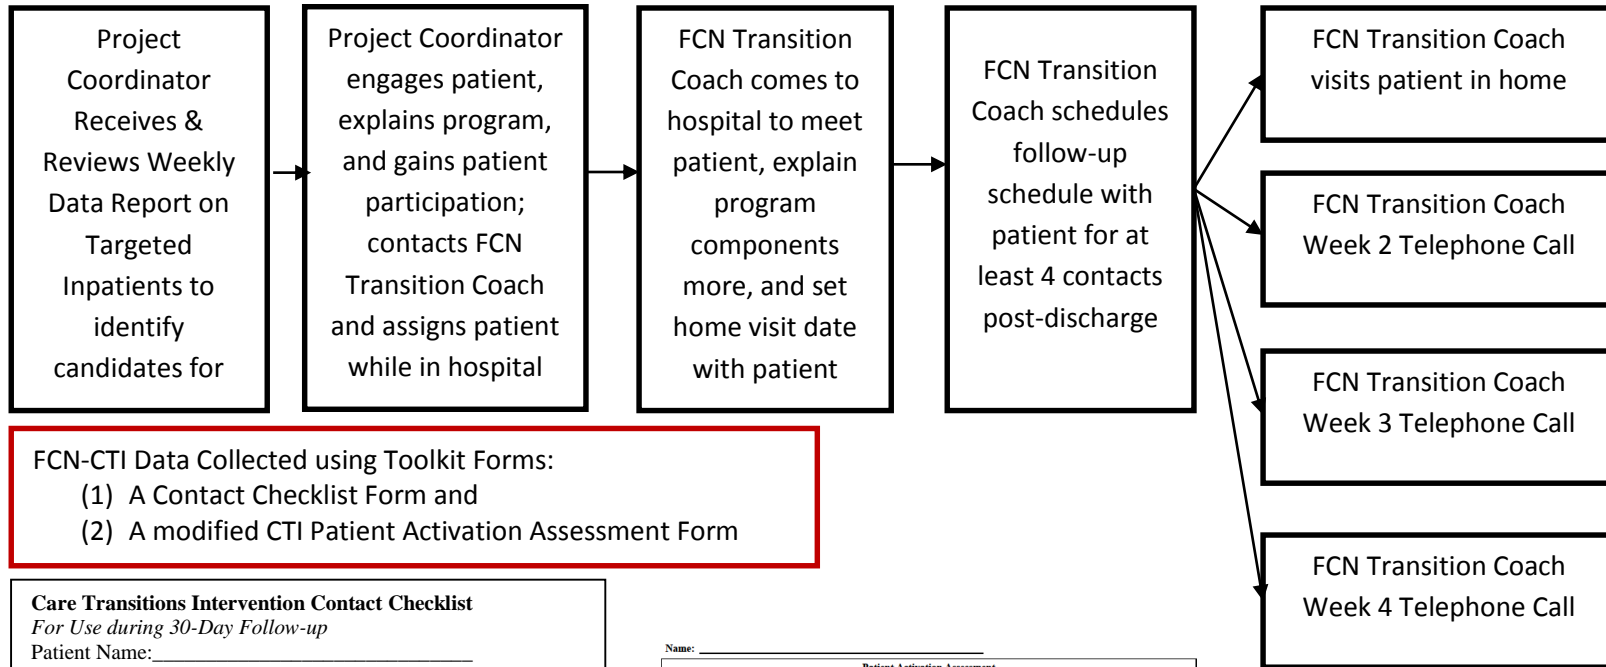 Project
Coordinator
Receives &
Reviews Weekly
Data Report on
Targeted
Inpatients to
identify
candidates for
Project Coordinator
engages patient,
explains program,
and gains patient
participation;
contacts FCN
Transition Coach
and assigns patient
while in hospital
FCN Transition
Coach comes to
hospital to meet
patient, explain
program
components
more, and set
home visit date
with patient
FCN Transition
Coach schedules
follow-up
schedule with
patient for at
least 4 contacts
post-discharge
FCN Transition Coach
visits patient in home
FCN Transition Coach
Week 2 Telephone Call
FCN Transition Coach
Week 3 Telephone Call
FCN Transition Coach
Week 4 Telephone Call
FCN-CTI Data Collected using Toolkit Forms:
(1) A Contact Checklist Form and
(2) A modified CTI Patient Activation Assessment Form
Care Transitions Intervention Contact Checklist
For Use during 30-Day Follow-up
Patient Name:______________________________
Name: ______________________________
Patient Activation Assessment